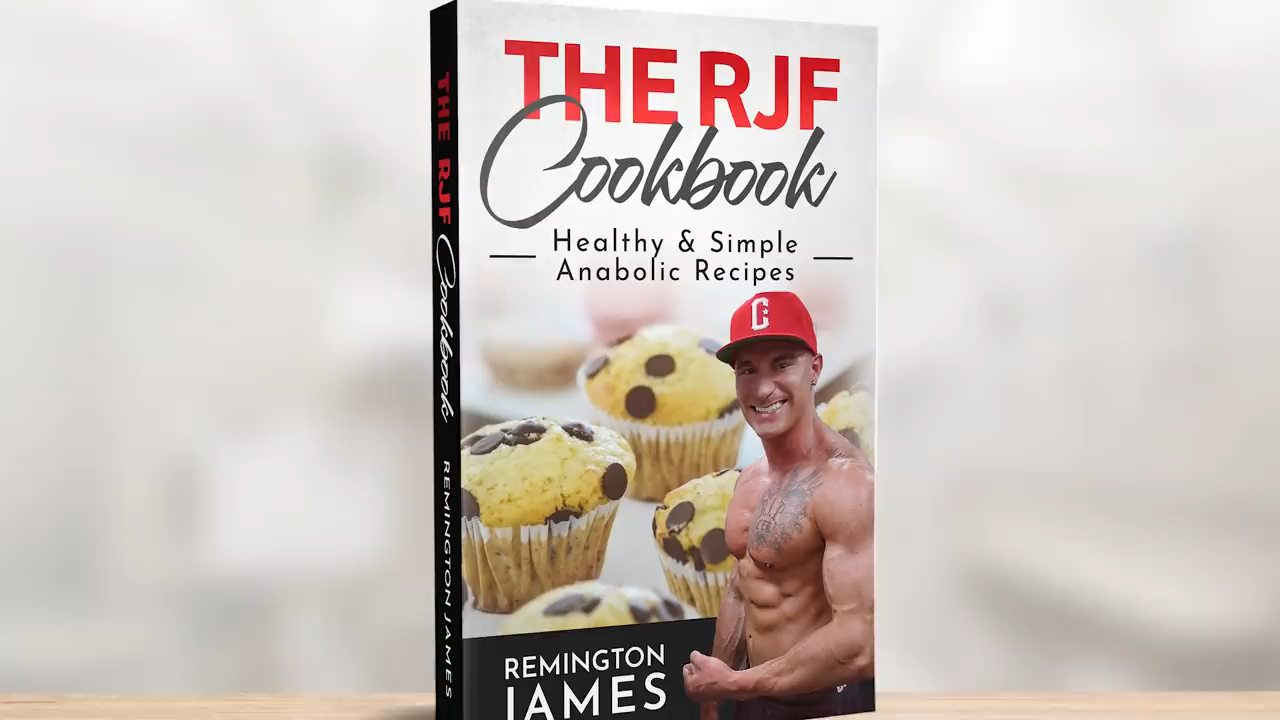 THE RJF
Cookbook
Healthy & Simple
Anabolic Recipes
C
REMINGTON
JAMES
THE RJF Cookbook REMINGTON JAMES